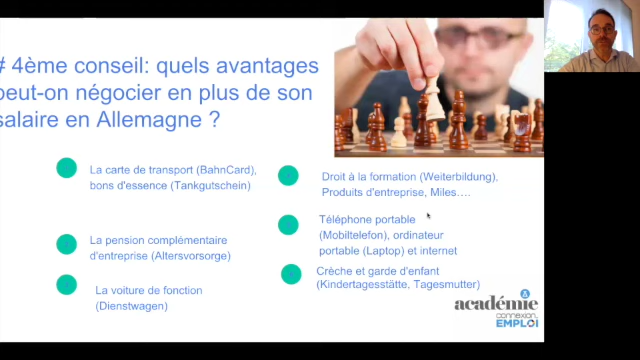 # 4ème conseil: quels avantages
peut-on négocier en plus de son
salaire en Allemagne ?
La carte de transport (BahnCard),
bons d'essence (Tankgutschein)
La pension complémentaire
d'entreprise (Altersvorsorge)
La voiture de fonction
(Dienstwagen)
Droit à la formation (Weiterbildung),
Produits d'entreprise, Miles....
Téléphone portable
(Mobiltelefon), ordinateur
portable (Laptop) et internet
Crèche et garde d'enfant
(Kindertagesstätte, Tagesmutter)
académie
connexion
EMPLOI